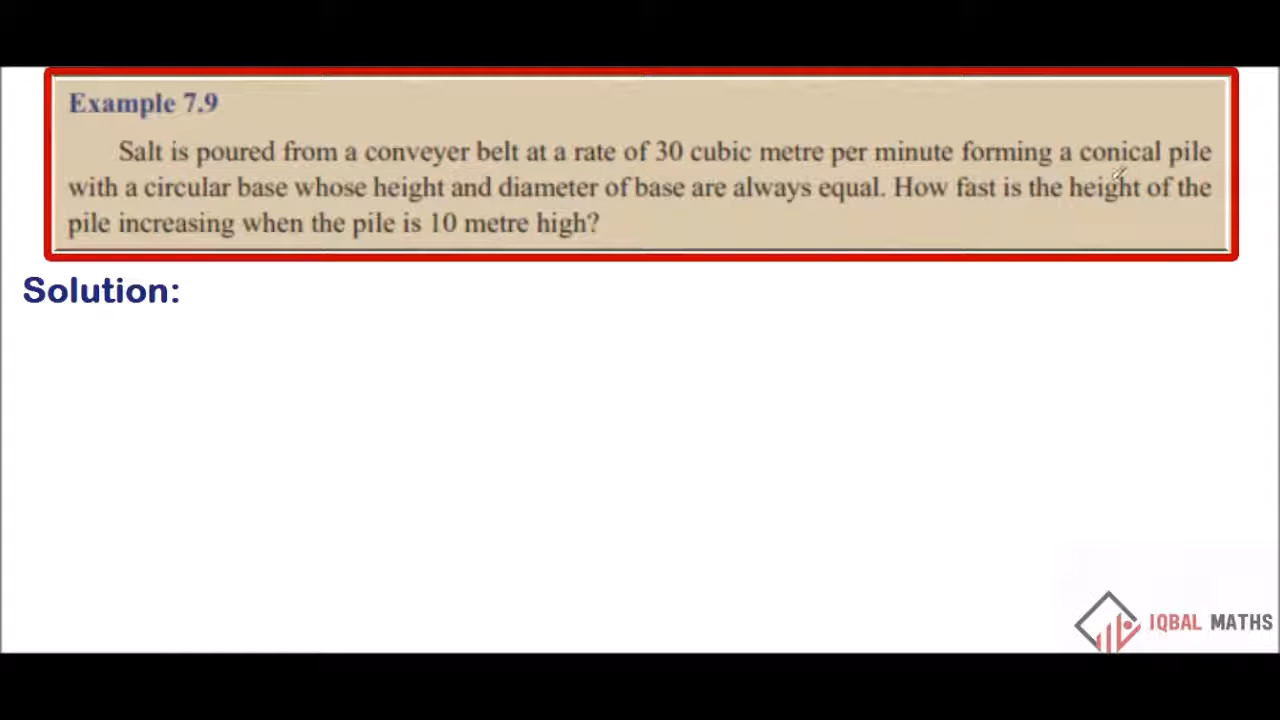 Example 7.9
Salt is poured from a conveyer belt at a rate of 30 cubic metre per minute forming a conical pile
with a circular base whose height and diameter of base are always equal. How fast is the height of the
pile increasing when the pile is 10 metre high?
Solution:
IQBAL MATHS